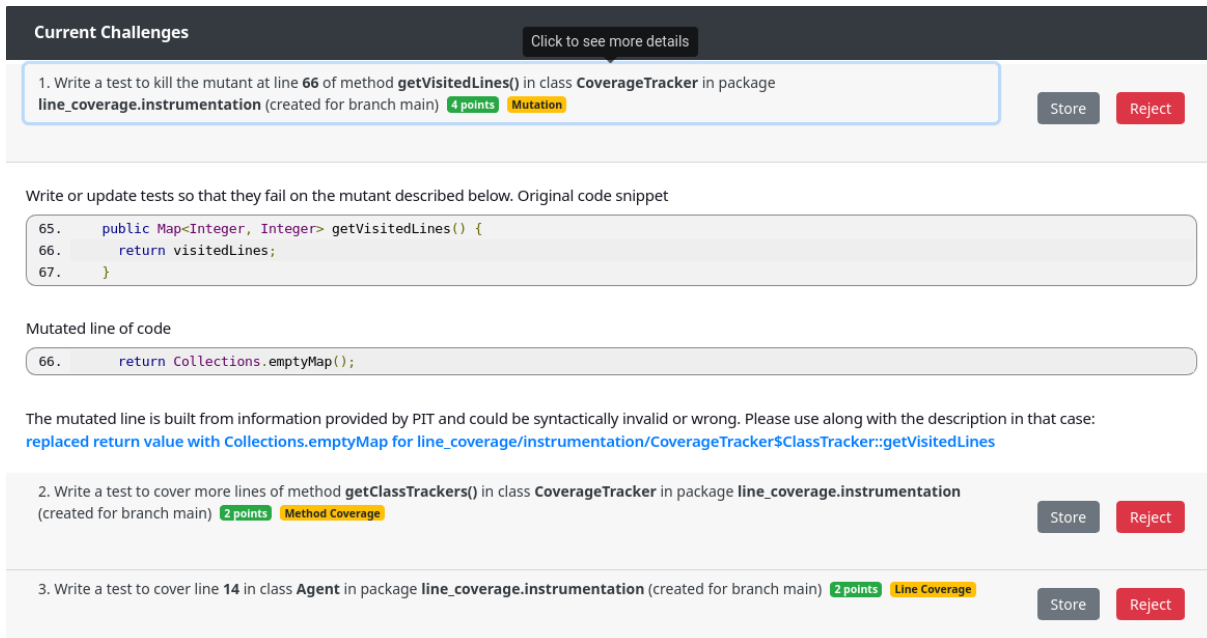 Current Challenges
Click to see more details
1. Write a test to kill the mutant at line 66 of method getVisitedLines() in class CoverageTracker in package
line_coverage.instrumentation (created for branch main) 4 points Mutation
Store
Reject
Write or update tests so that they fail on the mutant described below. Original code snippet
65. public Map<Integer, Integer> getVisitedLines() {
66. return visitedLines;
67. }
Mutated line of code
66. return Collections.emptyMap();
The mutated line is built from information provided by PIT and could be syntactically invalid or wrong. Please use along with the description in that case:
replaced return value with Collections.emptyMap for line_coverage/instrumentation/CoverageTracker$ClassTracker::getVisitedLines
2. Write a test to cover more lines of method getClassTrackers() in class CoverageTracker in package line_coverage.instrumentation
(created for branch main) 2 points Method Coverage
Store
Reject
3. Write a test to cover line 14 in class Agent in package line_coverage.instrumentation (created for branch main) 2 points Line Coverage
Store
Reject